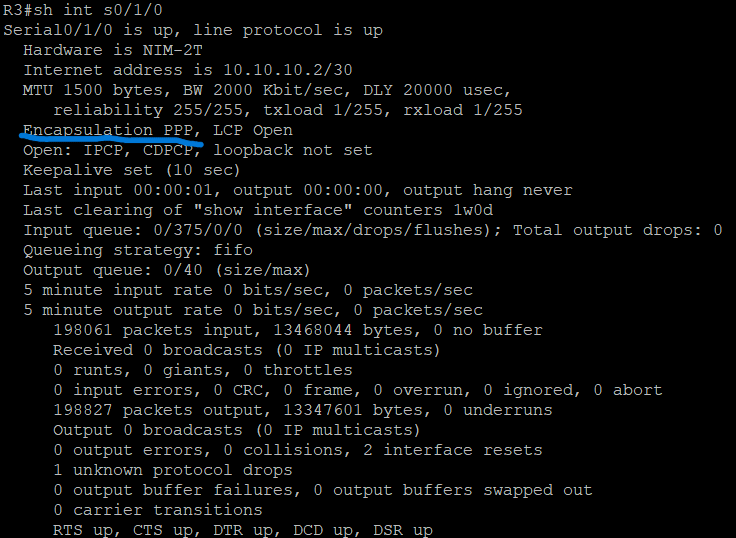 R3#sh int s0/1/0
Serial0/1/0 is up, line protocol is up
Hardware is NIM-2T
Internet address is 10.10.10.2/30
MTU 1500 bytes, BW 2000 Kbit/sec, DLY 20000 usec,
reliability 255/255, txload 1/255, rxload 1/255
Encapsulation PPP, LCP Open
Open: IPCP, CDPCP, loopback not set
Keepalive set (10 sec)
Last input 00:00:01, output 00:00:00, output hang never
Last clearing of "show interface" counters 1w0d
Input queue: 0/375/0/0 (size/max/drops/flushes); Total output drops: 0
Queueing strategy: fifo
Output queue: 0/40 (size/max)
5 minute input rate 0 bits/sec, 0 packets/sec
5 minute output rate 0 bits/sec, 0 packets/sec
198061 packets input, 13468044 bytes, 0 no buffer
Received 0 broadcasts (0 IP multicasts)
0 runts, 0 giants, 0 throttles
0 input errors, 0 CRC, 0 frame, 0 overrun, 0 ignored, 0 abort
198827 packets output, 13347601 bytes, 0 underruns
Output 0 broadcasts (0 IP multicasts)
0 output errors, 0 collisions, 2 interface resets
1 unknown protocol drops
0 output buffer failures, 0 output buffers swapped out
0 carrier transitions
RTS up, CTS up, DTR up, DCD up, DSR up